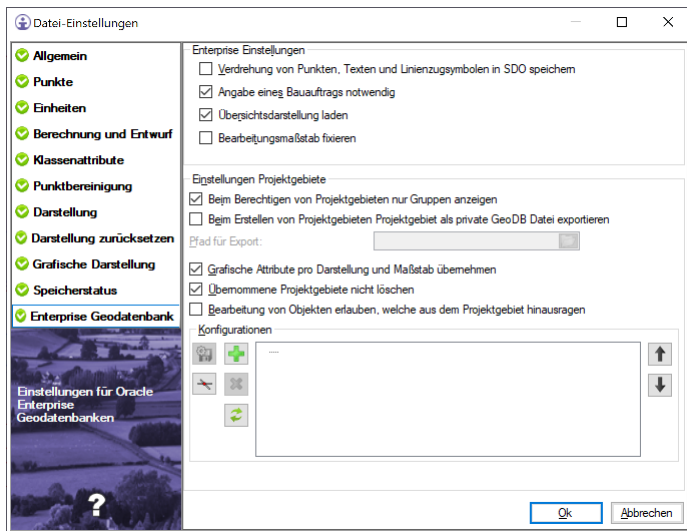 Datei-Einstellungen
Allgemein
Punkte
Einheiten
Berechnung und Entwurf
Klassenattribute
Punktbereinigung
Darstellung
Darstellung zurücksetzen
Grafische Darstellung
Speicherstatus
Enterprise Geodatenbank
Einstellungen für Oracle
Enterprise
Geodatenbanken
?
Enterprise Einstellungen
Verdrehung von Punkten, Texten und Linienzugsymbolen in SDO speichern
Angabe eines Bauauftrags notwendig
Übersichtsdarstellung laden
Bearbeitungsmaßstab fixieren
Einstellungen Projektgebiete
Beim Berechtigen von Projektgebieten nur Gruppen anzeigen
Beim Erstellen von Projektgebieten Projektgebiet als private GeoDB Datei exportieren
Pfad für Export:
Grafische Attribute pro Darstellung und Maßstab übernehmen
Übernommene Projektgebiete nicht löschen
Bearbeitung von Objekten erlauben, welche aus dem Projektgebiet hinausragen
Konfigurationen
---
Ok
Abbrechen